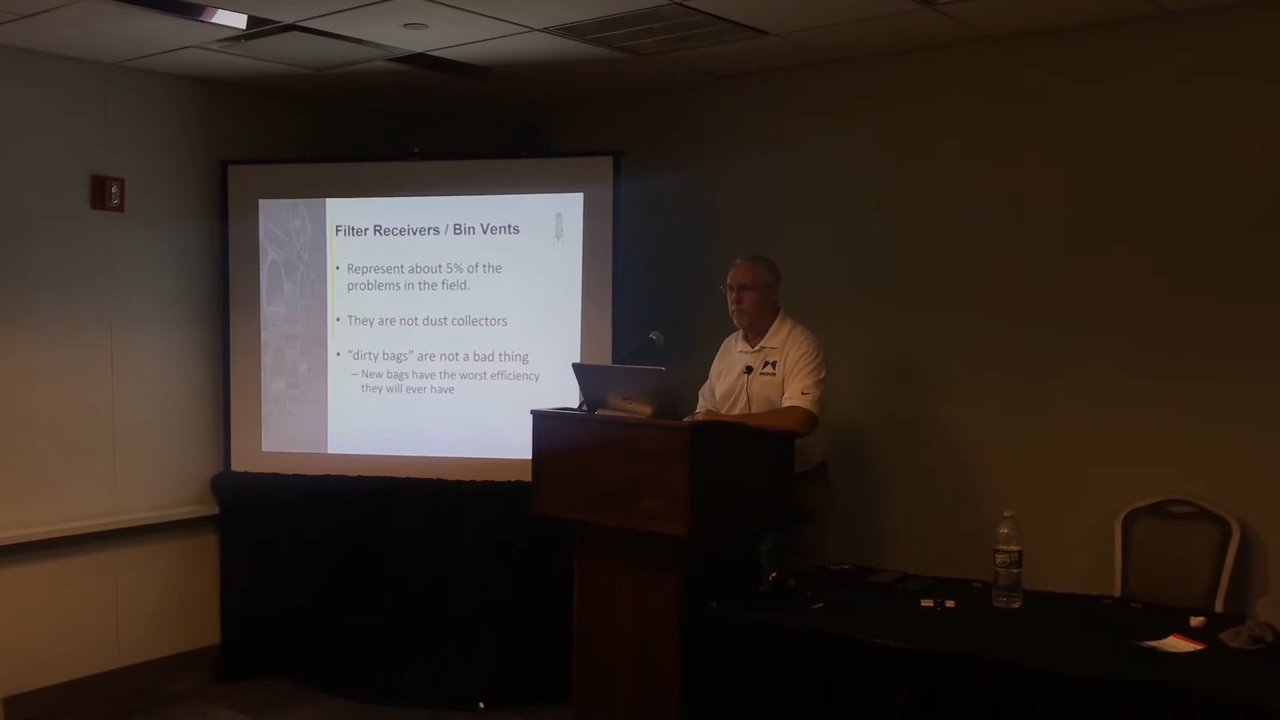 Filter Receivers / Bin Vents
• Represent about 5% of the
problems in the field.
• They are not dust collectors
• "dirty bags" are not a bad thing
– New bags have the worst efficiency
they will ever have